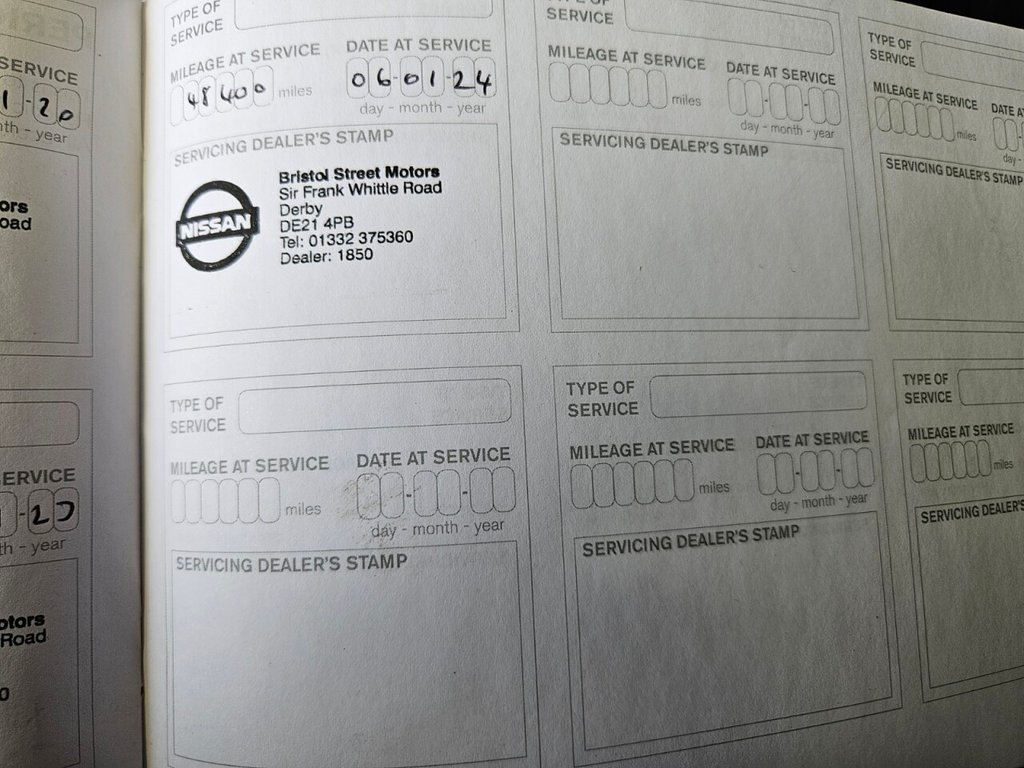 SERVICE
1-20
nth - year
ors
oad
SERVICE
-2
th - year
otors
Road
0
TYPE OF
SERVICE
MILEAGE AT SERVICE
48400 miles
DATE AT SERVICE
06-01-24
day - month - year
SERVICING DEALER'S STAMP
NISSAN
Bristol Street Motors
Sir Frank Whittle Road
Derby
DE21 4PB
Tel: 01332 375360
Dealer: 1850
TYPE OF
SERVICE
MILEAGE AT SERVICE
miles
DATE AT SERVICE
day - month - year
SERVICING DEALER'S STAMP
TYPE OF
SERVICE
MILEAGE AT SERVICE
miles
DATE A
day -
SERVICING DEALER'S STAMP
TYPE OF
SERVICE
MILEAGE AT SERVICE
miles
DATE AT SERVICE
day - month - year
SERVICING DEALER'S STAMP
TYPE OF
SERVICE
MILEAGE AT SERVICE
miles
DATE AT SERVICE
day - month - year
SERVICING DEALER'S STAMP
TYPE OF
SERVICE
MILEAGE AT SERVICE
miles
SERVICING DEALER'S